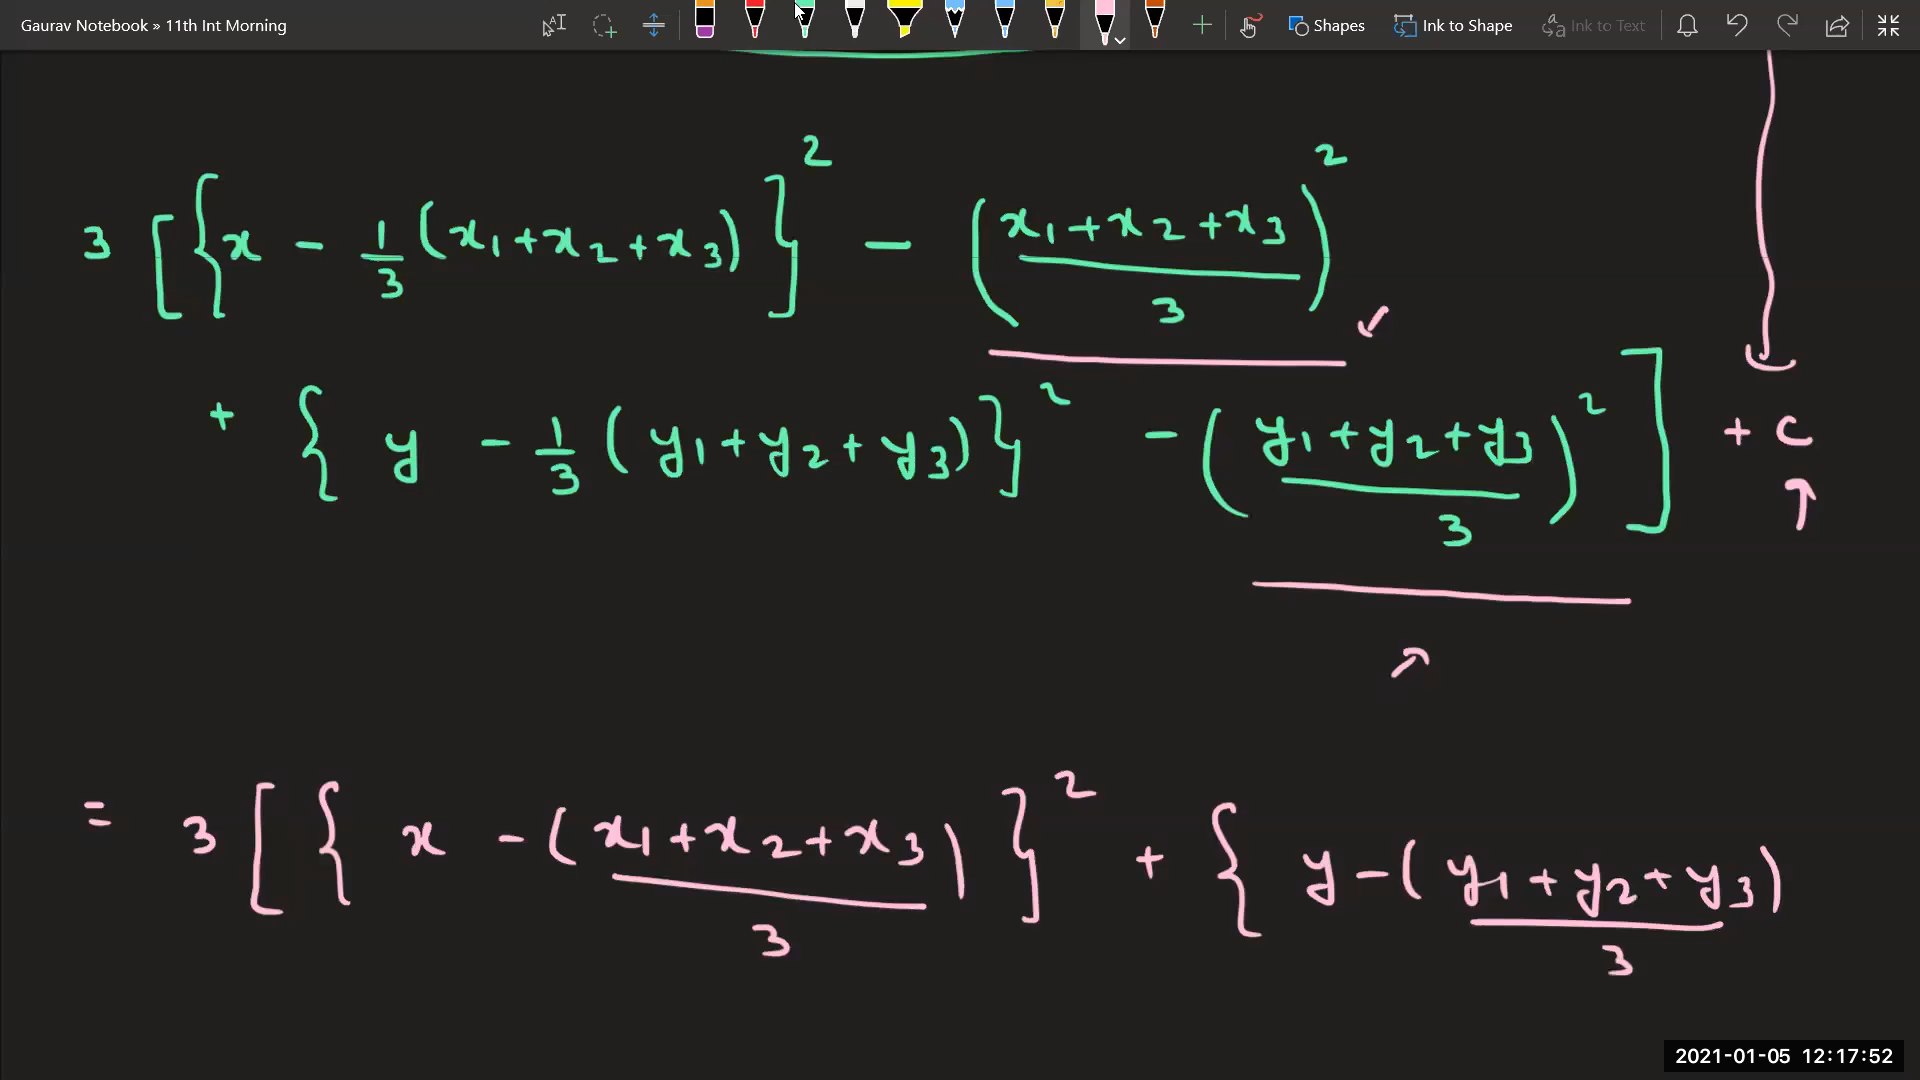 Gaurav Notebook » 11th Int Morning
Shapes
Ink to Shape
Ink to Text
3 [ { x - 1/3 (x₁+x₂+x₃) }² - ( (x₁+x₂+x₃)/3 )²
+ { y - 1/3 (y₁+y₂+y₃) }² - ( (y₁+y₂+y₃)/3 )² ] + c
= 3 [ { x - (x₁+x₂+x₃)/3 }² + { y - (y₁+y₂+y₃)/3
2021-01-05 12:17:52